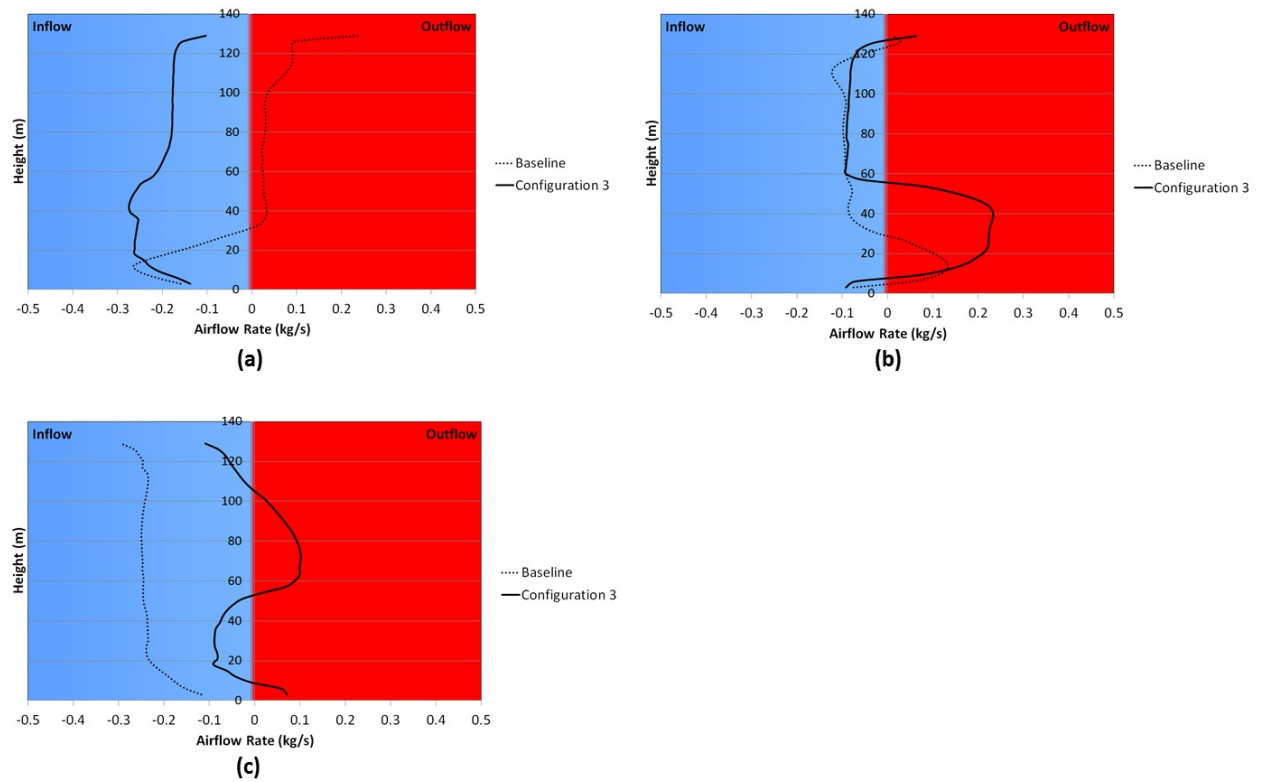 Inflow
Outflow
140
120
100
80
60
40
20
0
Height (m)
-0.5 -0.4 -0.3 -0.2 -0.1 0 0.1 0.2 0.3 0.4 0.5
Airflow Rate (kg/s)
Baseline
Configuration 3
(a)
Inflow
Outflow
140
120
100
80
60
40
20
0
Height (m)
-0.5 -0.4 -0.3 -0.2 -0.1 0 0.1 0.2 0.3 0.4 0.5
Airflow Rate (kg/s)
Baseline
Configuration 3
(b)
Inflow
Outflow
140
120
100
80
60
40
20
0
Height (m)
-0.5 -0.4 -0.3 -0.2 -0.1 0 0.1 0.2 0.3 0.4 0.5
Airflow Rate (kg/s)
Baseline
Configuration 3
(c)